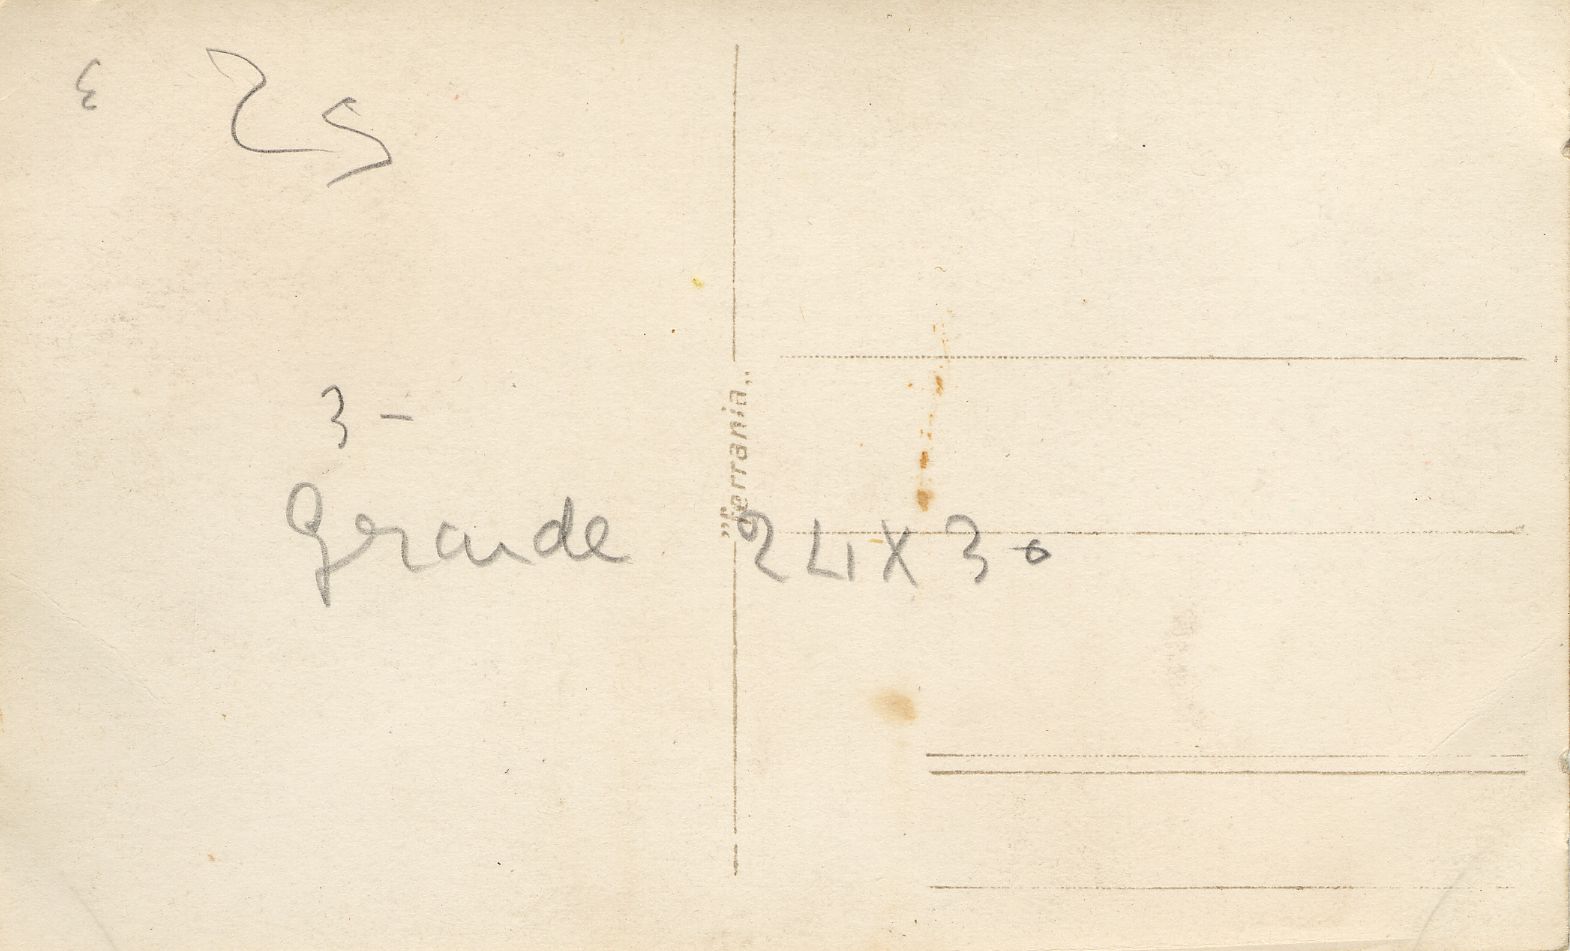 25
3 -
Grande 24X30
"Ferrania"